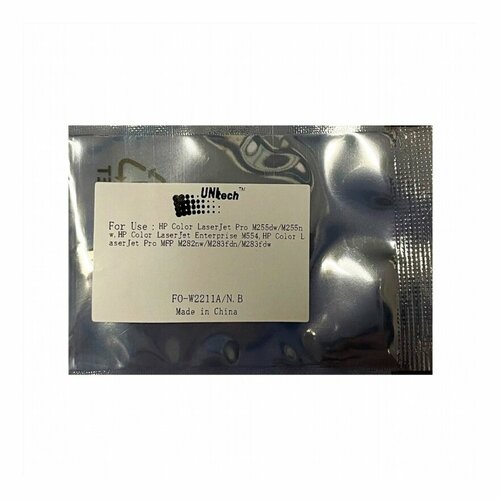 UNItech™
For Use : HP Color LaserJet Pro M255dw/M255n
w,HP Color LaserJet Enterprise M554,HP Color L
aserJet Pro MFP M282nw/M283fdn/M283fdw
FO-W2211A/N.B
Made in China